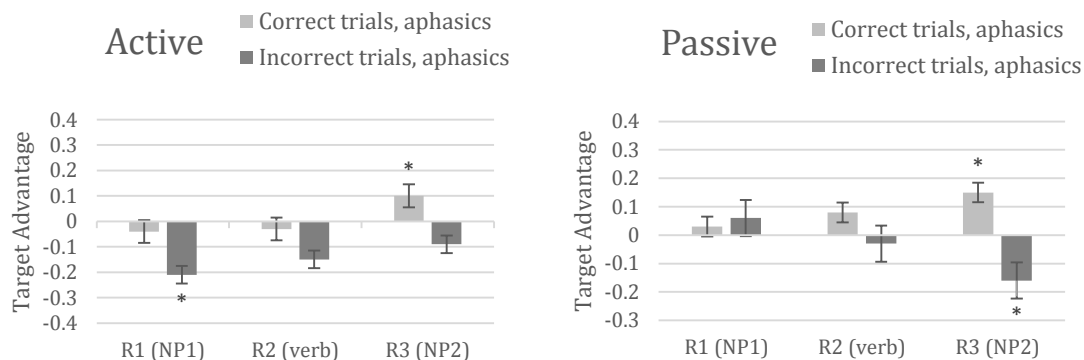 Active
Correct trials, aphasics
Incorrect trials, aphasics
Target Advantage
0.4
0.3
0.2
0.1
0
-0.1
-0.2
-0.3
-0.4
*
*
R1 (NP1) R2 (verb) R3 (NP2)
Passive
Correct trials, aphasics
Incorrect trials, aphasics
Target Advantage
0.4
0.3
0.2
0.1
0
-0.1
-0.2
-0.3
*
*
R1 (NP1) R2 (verb) R3 (NP2)